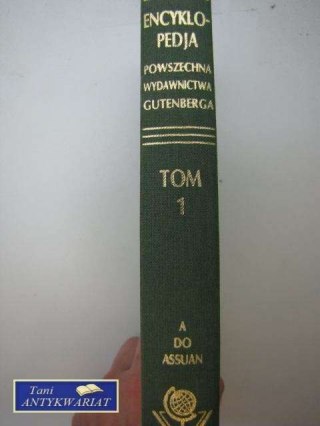 ENCYKLO-
PEDJA
POWSZECHNA
WYDAWNICTWA
GUTENBERGA
TOM
1
A
DO
ASSUAN
Tani
ANTYKWARIAT